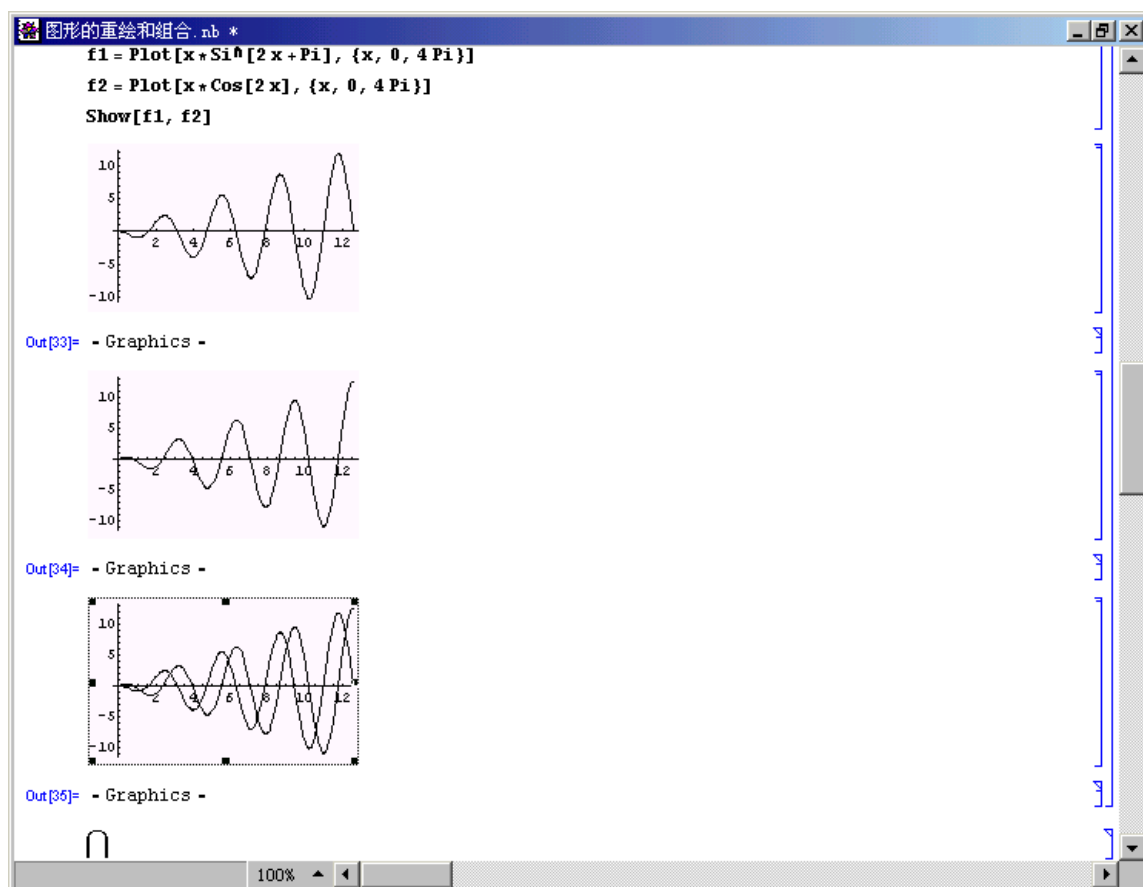 图形的重绘和组合.nb *
f1 = Plot[x*Sin[2 x + Pi], {x, 0, 4 Pi}]
f2 = Plot[x*Cos[2 x], {x, 0, 4 Pi}]
Show[f1, f2]
10
5
2 4 6 8 10 12
-5
-10
Out[33]= - Graphics -
10
5
2 4 6 8 10 12
-5
-10
Out[34]= - Graphics -
10
5
2 4 6 8 10 12
-5
-10
Out[35]= - Graphics -
100%